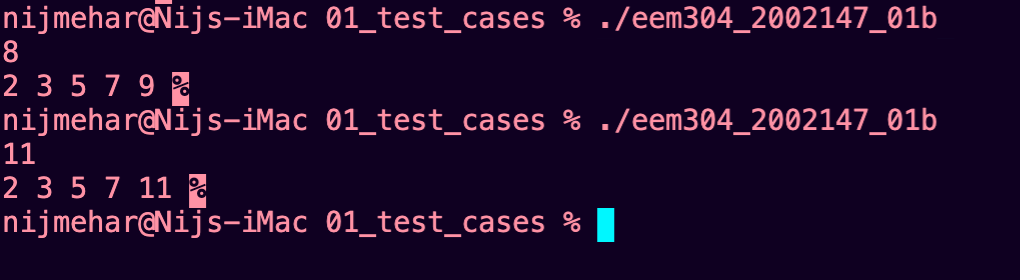 nijmehar@Nijs-iMac 01_test_cases % ./eem304_2002147_01b
8
2 3 5 7 9 %
nijmehar@Nijs-iMac 01_test_cases % ./eem304_2002147_01b
11
2 3 5 7 11 %
nijmehar@Nijs-iMac 01_test_cases %